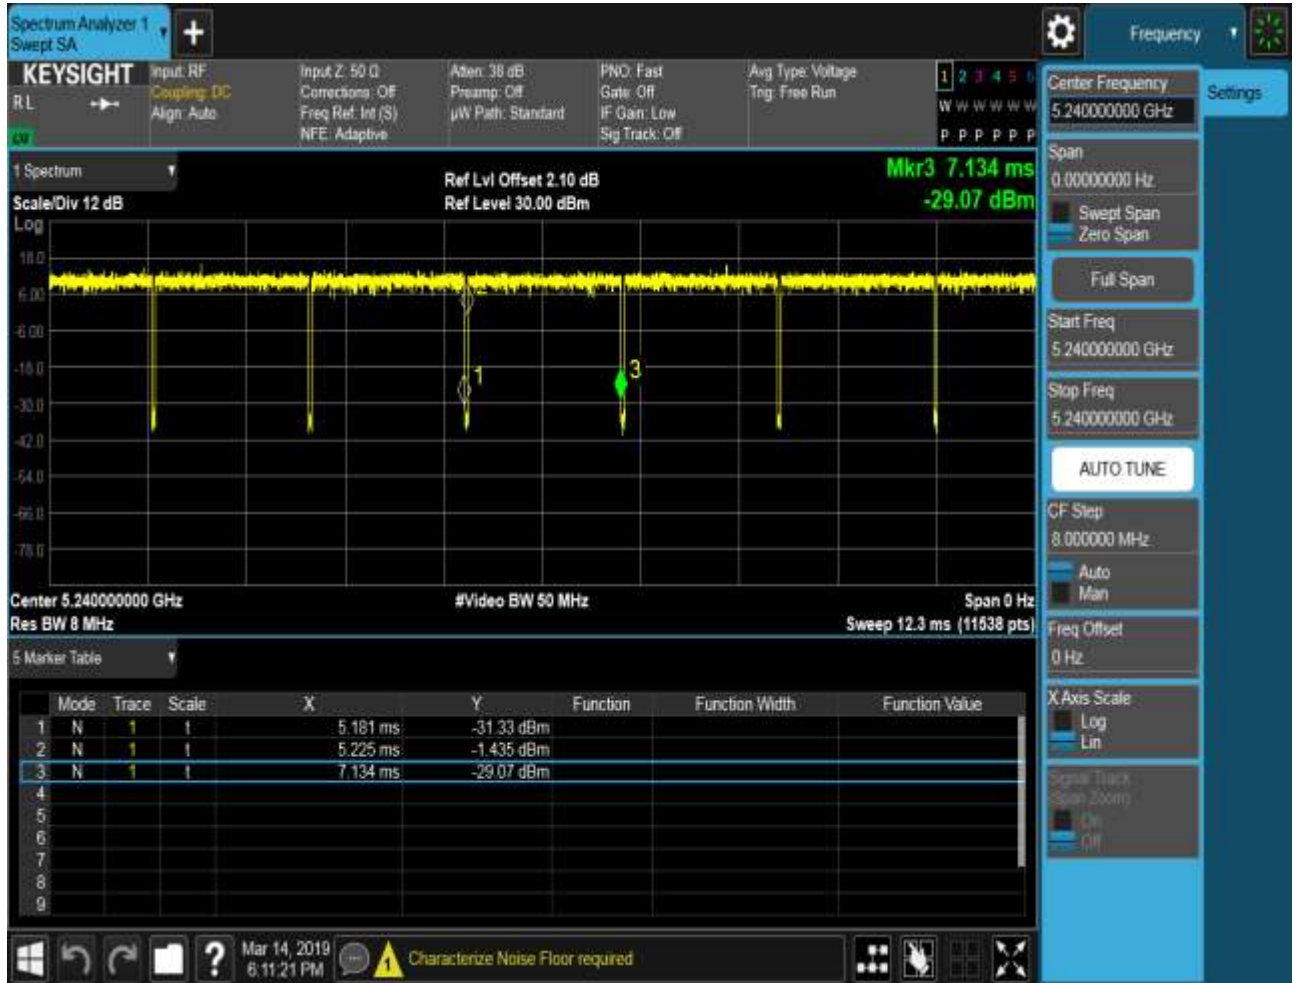 Spectrum Analyzer 1
Swept SA
Frequency
KEYSIGHT
RL
Input: RF
Coupling: DC
Align: Auto
Input Z: 50 Ω
Corrections: Off
Freq Ref: Int (S)
NFE: Adaptive
Atten: 38 dB
Preamp: Off
µW Path: Standard
PNO: Fast
Gate: Off
IF Gain: Low
Sig Track: Off
Avg Type: Voltage
Trig: Free Run
1 2 3 4 5 6
W W W W W W
P P P P P P
1 Spectrum
Scale/Div 12 dB
Ref Lvl Offset 2.10 dB
Ref Level 30.00 dBm
Mkr3 7.134 ms
-29.07 dBm
Log
18.0
6.00
-6.00
-18.0
-30.0
-42.0
-54.0
-66.0
-78.0
2
1
3
Center 5.240000000 GHz
#Video BW 50 MHz
Span 0 Hz
Res BW 8 MHz
Sweep 12.3 ms (11538 pts)
5 Marker Table
Mode Trace Scale X Y Function Function Width Function Value
1 N 1 t 5.181 ms -31.33 dBm
2 N 1 t 5.225 ms -1.435 dBm
3 N 1 t 7.134 ms -29.07 dBm
4
5
6
7
8
9
Center Frequency
5.240000000 GHz
Settings
Span
0.00000000 Hz
Swept Span
Zero Span
Full Span
Start Freq
5.240000000 GHz
Stop Freq
5.240000000 GHz
AUTO TUNE
CF Step
8.000000 MHz
Auto
Man
Freq Offset
0 Hz
X Axis Scale
Log
Lin
Signal Track
(Span Zoom)
On
Off
?
Mar 14, 2019
6:11:21 PM
1
Characterize Noise Floor required